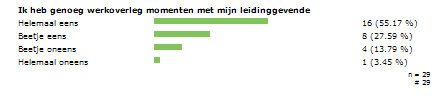 Ik heb genoeg werkoverleg momenten met mijn leidinggevende
Helemaal eens 16 (55.17 %)
Beetje eens 8 (27.59 %)
Beetje oneens 4 (13.79 %)
Helemaal oneens 1 (3.45 %)
n = 29
# 29